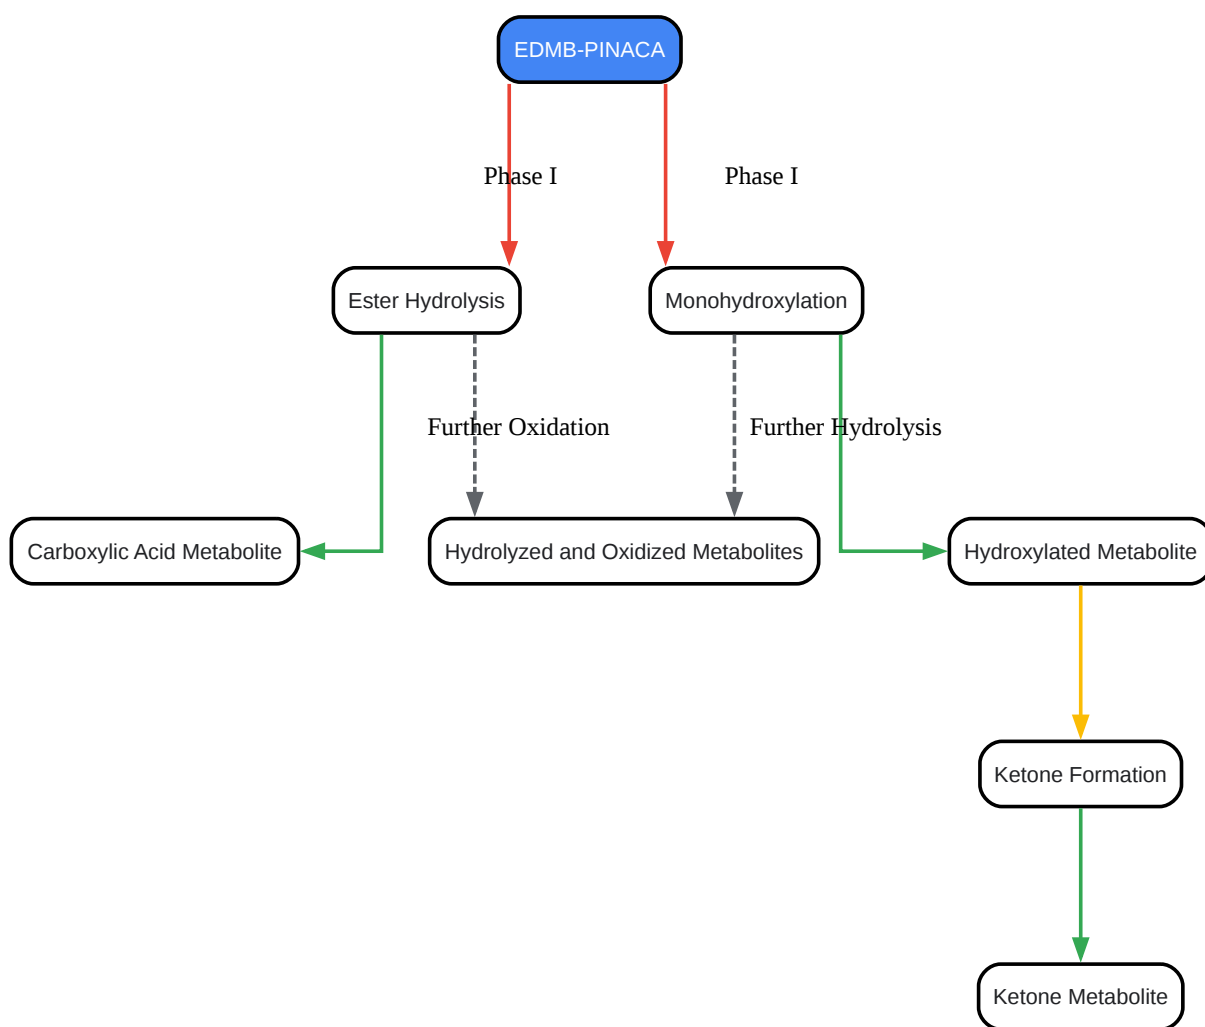 EDMB-PINACA
Phase I
Phase I
Ester Hydrolysis
Monohydroxylation
Further Oxidation
Further Hydrolysis
Carboxylic Acid Metabolite
Hydrolyzed and Oxidized Metabolites
Hydroxylated Metabolite
Ketone Formation
Ketone Metabolite